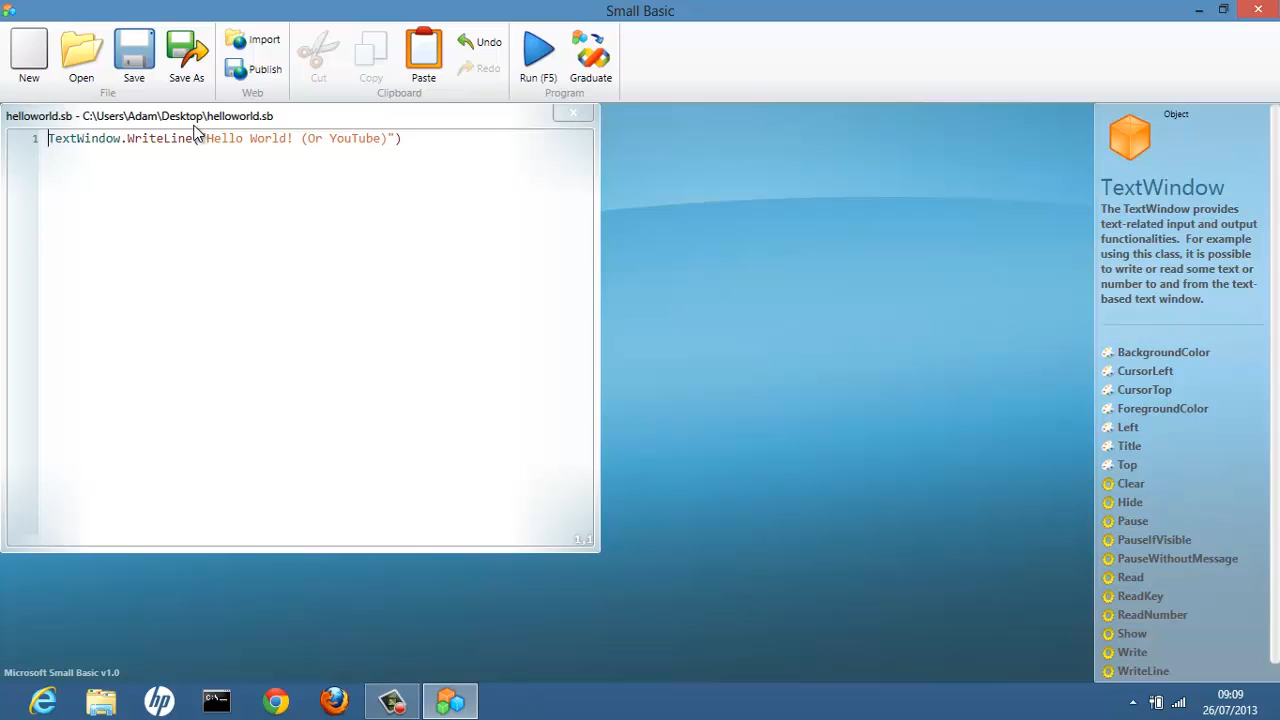 Small Basic
New
Open
Save
Save As
Import
Publish
Cut
Copy
Paste
Undo
Redo
Run (F5)
Graduate
File
Web
Clipboard
Program
helloworld.sb - C:\Users\Adam\Desktop\helloworld.sb
1 TextWindow.WriteLine("Hello World! (Or YouTube)")
1,1
Object
TextWindow
The TextWindow provides
text-related input and output
functionalities. For example
using this class, it is possible
to write or read some text or
number to and from the text-
based text window.
BackgroundColor
CursorLeft
CursorTop
ForegroundColor
Left
Title
Top
Clear
Hide
Pause
PauseIfVisible
PauseWithoutMessage
Read
ReadKey
ReadNumber
Show
Write
WriteLine
Microsoft Small Basic v1.0
hp
C:\
09:09
26/07/2013